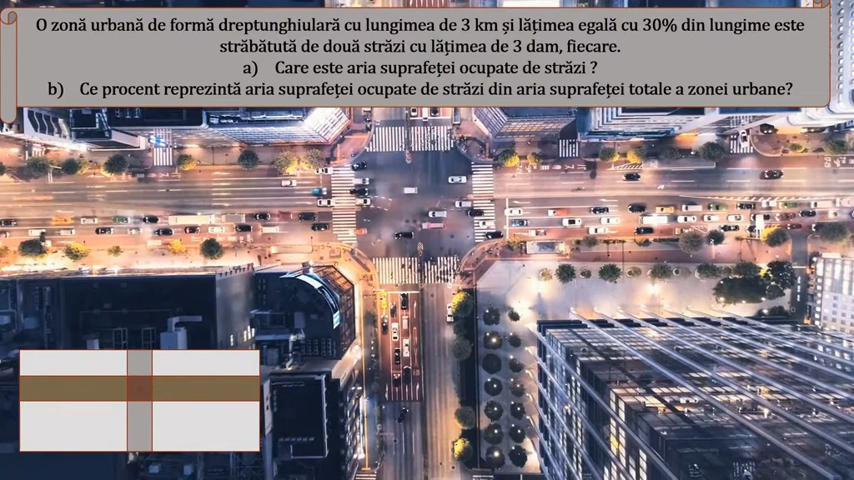 O zonă urbană de formă dreptunghiulară cu lungimea de 3 km și lățimea egală cu 30% din lungime este
străbătută de două străzi cu lățimea de 3 dam, fiecare.
a) Care este aria suprafeței ocupate de străzi ?
b) Ce procent reprezintă aria suprafeței ocupate de străzi din aria suprafeței totale a zonei urbane?